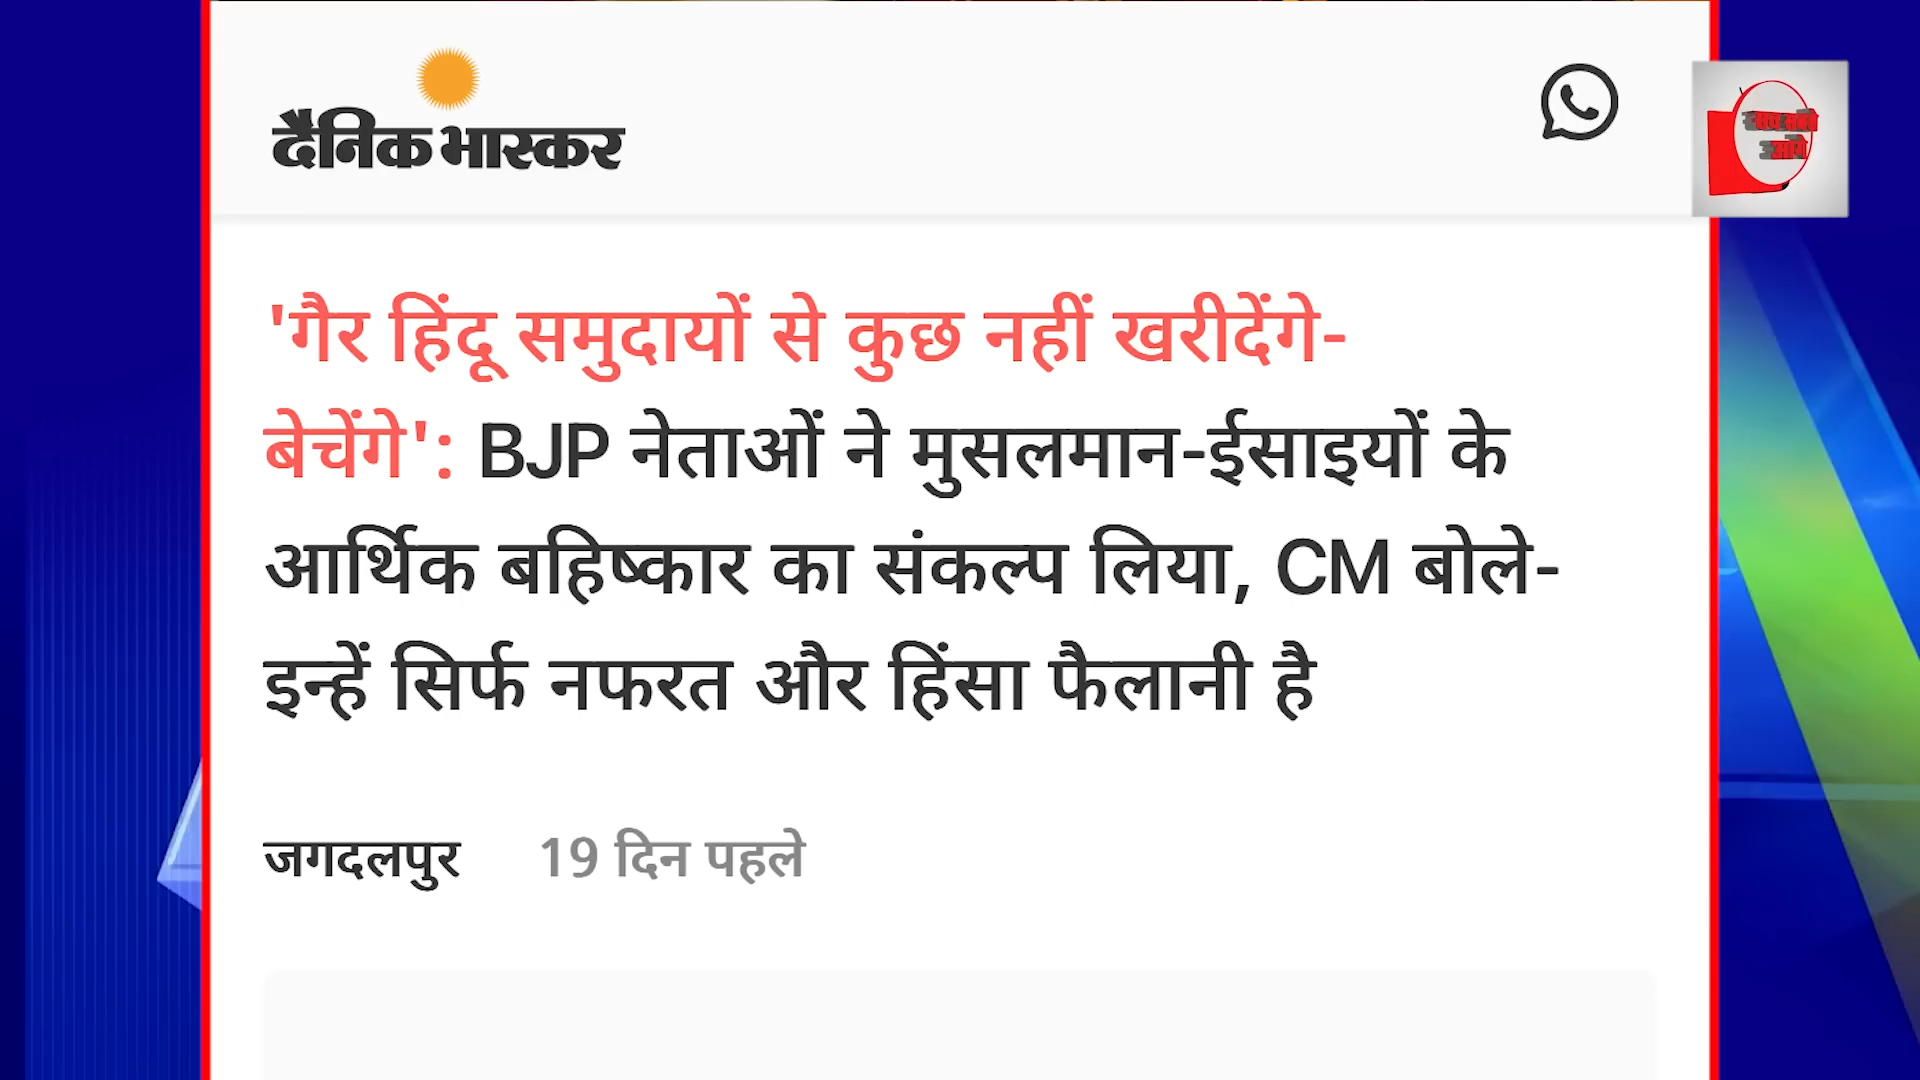 दैनिक भास्कर
'गैर हिंदू समुदायों से कुछ नहीं खरीदेंगे-
बेचेंगे': BJP नेताओं ने मुसलमान-ईसाइयों के
आर्थिक बहिष्कार का संकल्प लिया, CM बोले-
इन्हें सिर्फ नफरत और हिंसा फैलानी है
जगदलपुर 19 दिन पहले